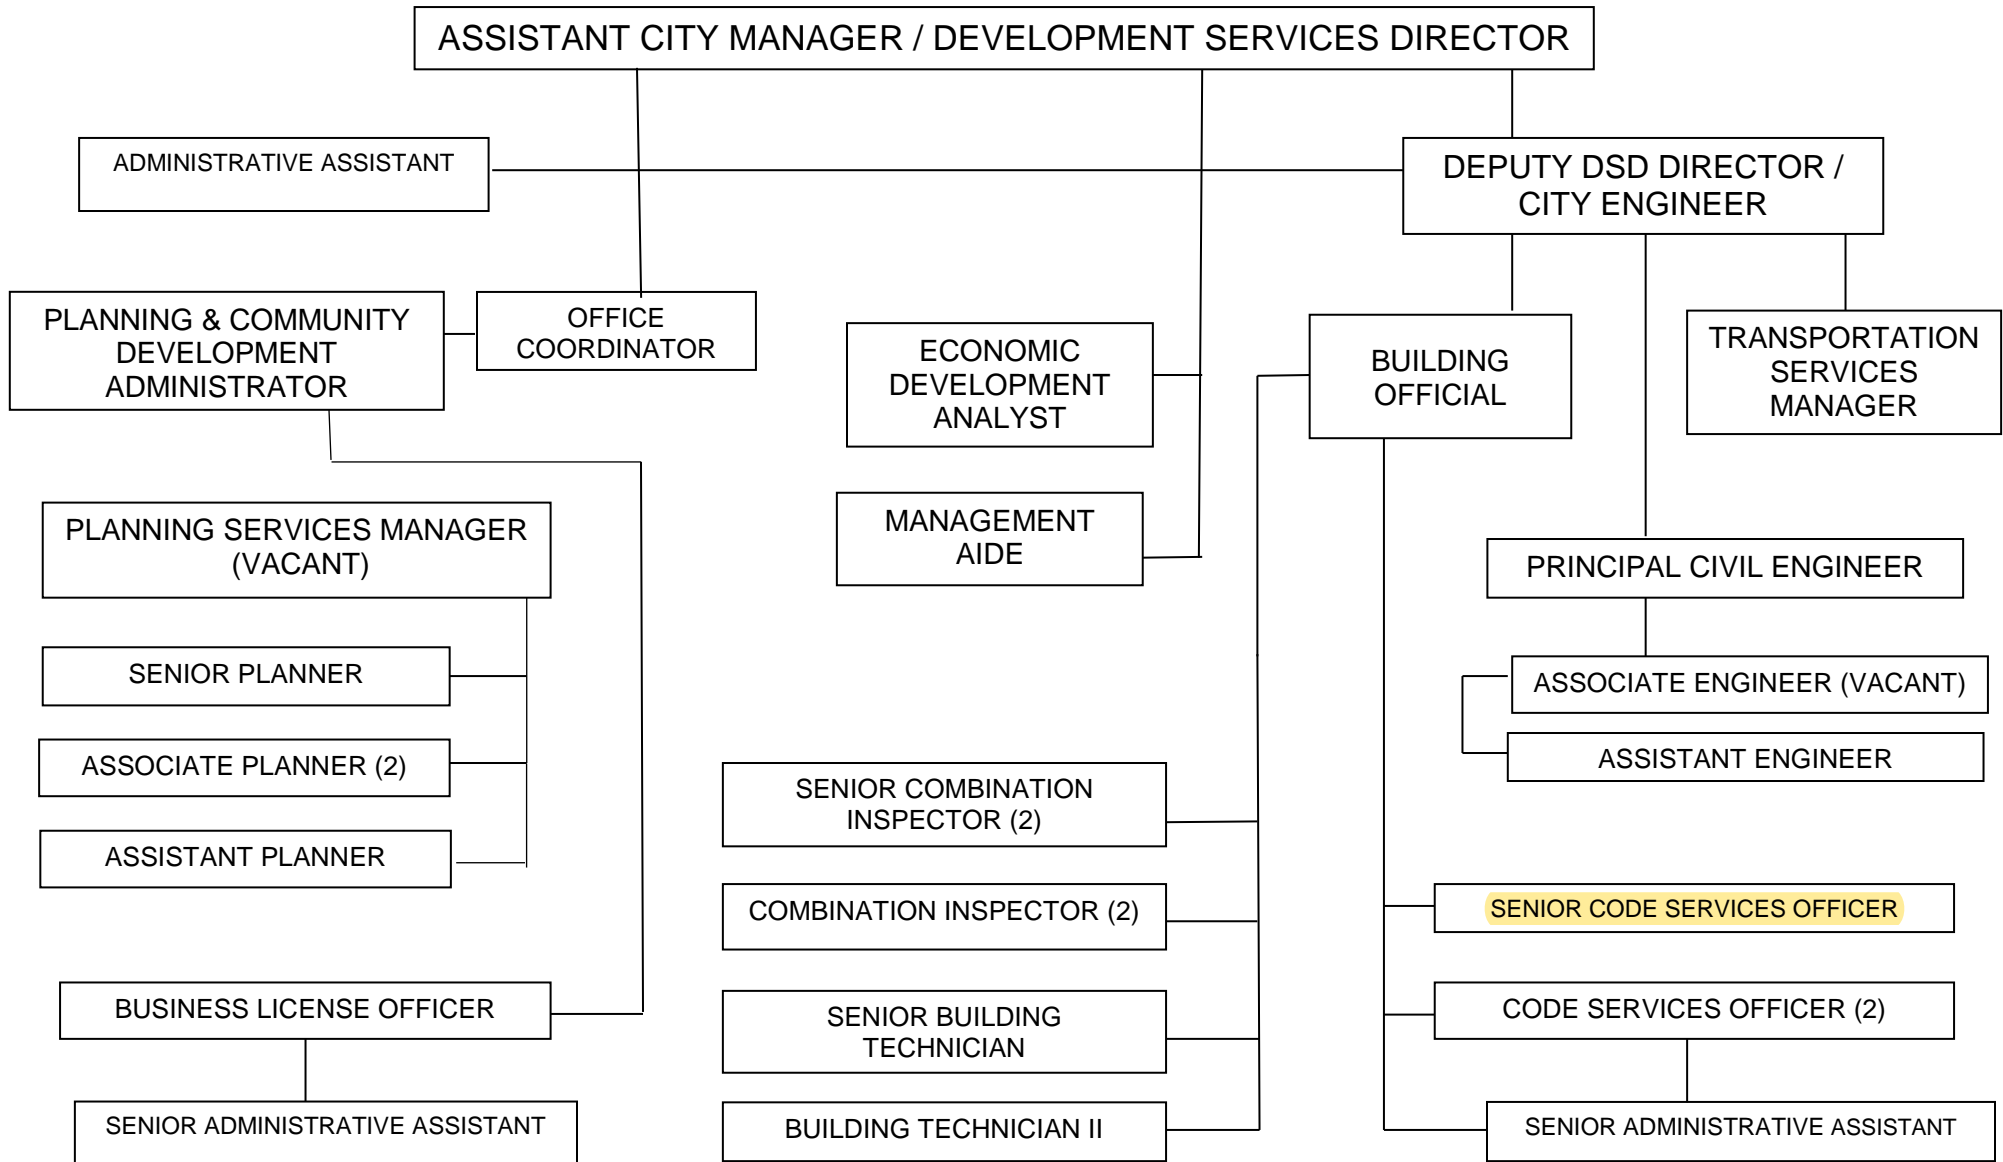 ASSISTANT CITY MANAGER / DEVELOPMENT SERVICES DIRECTOR
ADMINISTRATIVE ASSISTANT
DEPUTY DSD DIRECTOR /
CITY ENGINEER
PLANNING & COMMUNITY
DEVELOPMENT
ADMINISTRATOR
OFFICE
COORDINATOR
ECONOMIC
DEVELOPMENT
ANALYST
BUILDING
OFFICIAL
TRANSPORTATION
SERVICES
MANAGER
PLANNING SERVICES MANAGER
(VACANT)
MANAGEMENT
AIDE
PRINCIPAL CIVIL ENGINEER
SENIOR PLANNER
ASSOCIATE ENGINEER (VACANT)
ASSOCIATE PLANNER (2)
ASSISTANT ENGINEER
SENIOR COMBINATION
INSPECTOR (2)
ASSISTANT PLANNER
COMBINATION INSPECTOR (2)
SENIOR CODE SERVICES OFFICER
BUSINESS LICENSE OFFICER
SENIOR BUILDING
TECHNICIAN
CODE SERVICES OFFICER (2)
SENIOR ADMINISTRATIVE ASSISTANT
BUILDING TECHNICIAN II
SENIOR ADMINISTRATIVE ASSISTANT